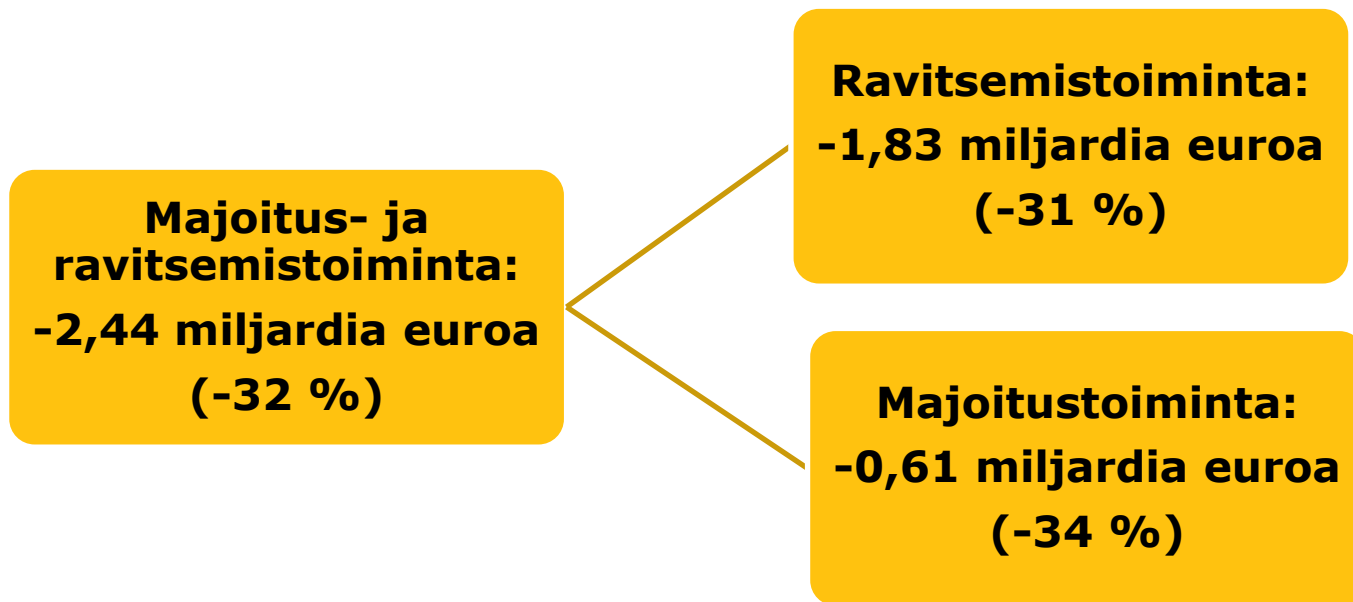 Majoitus- ja
ravitsemistoiminta:
-2,44 miljardia euroa
(-32 %)
Ravitsemistoiminta:
-1,83 miljardia euroa
(-31 %)
Majoitustoiminta:
-0,61 miljardia euroa
(-34 %)